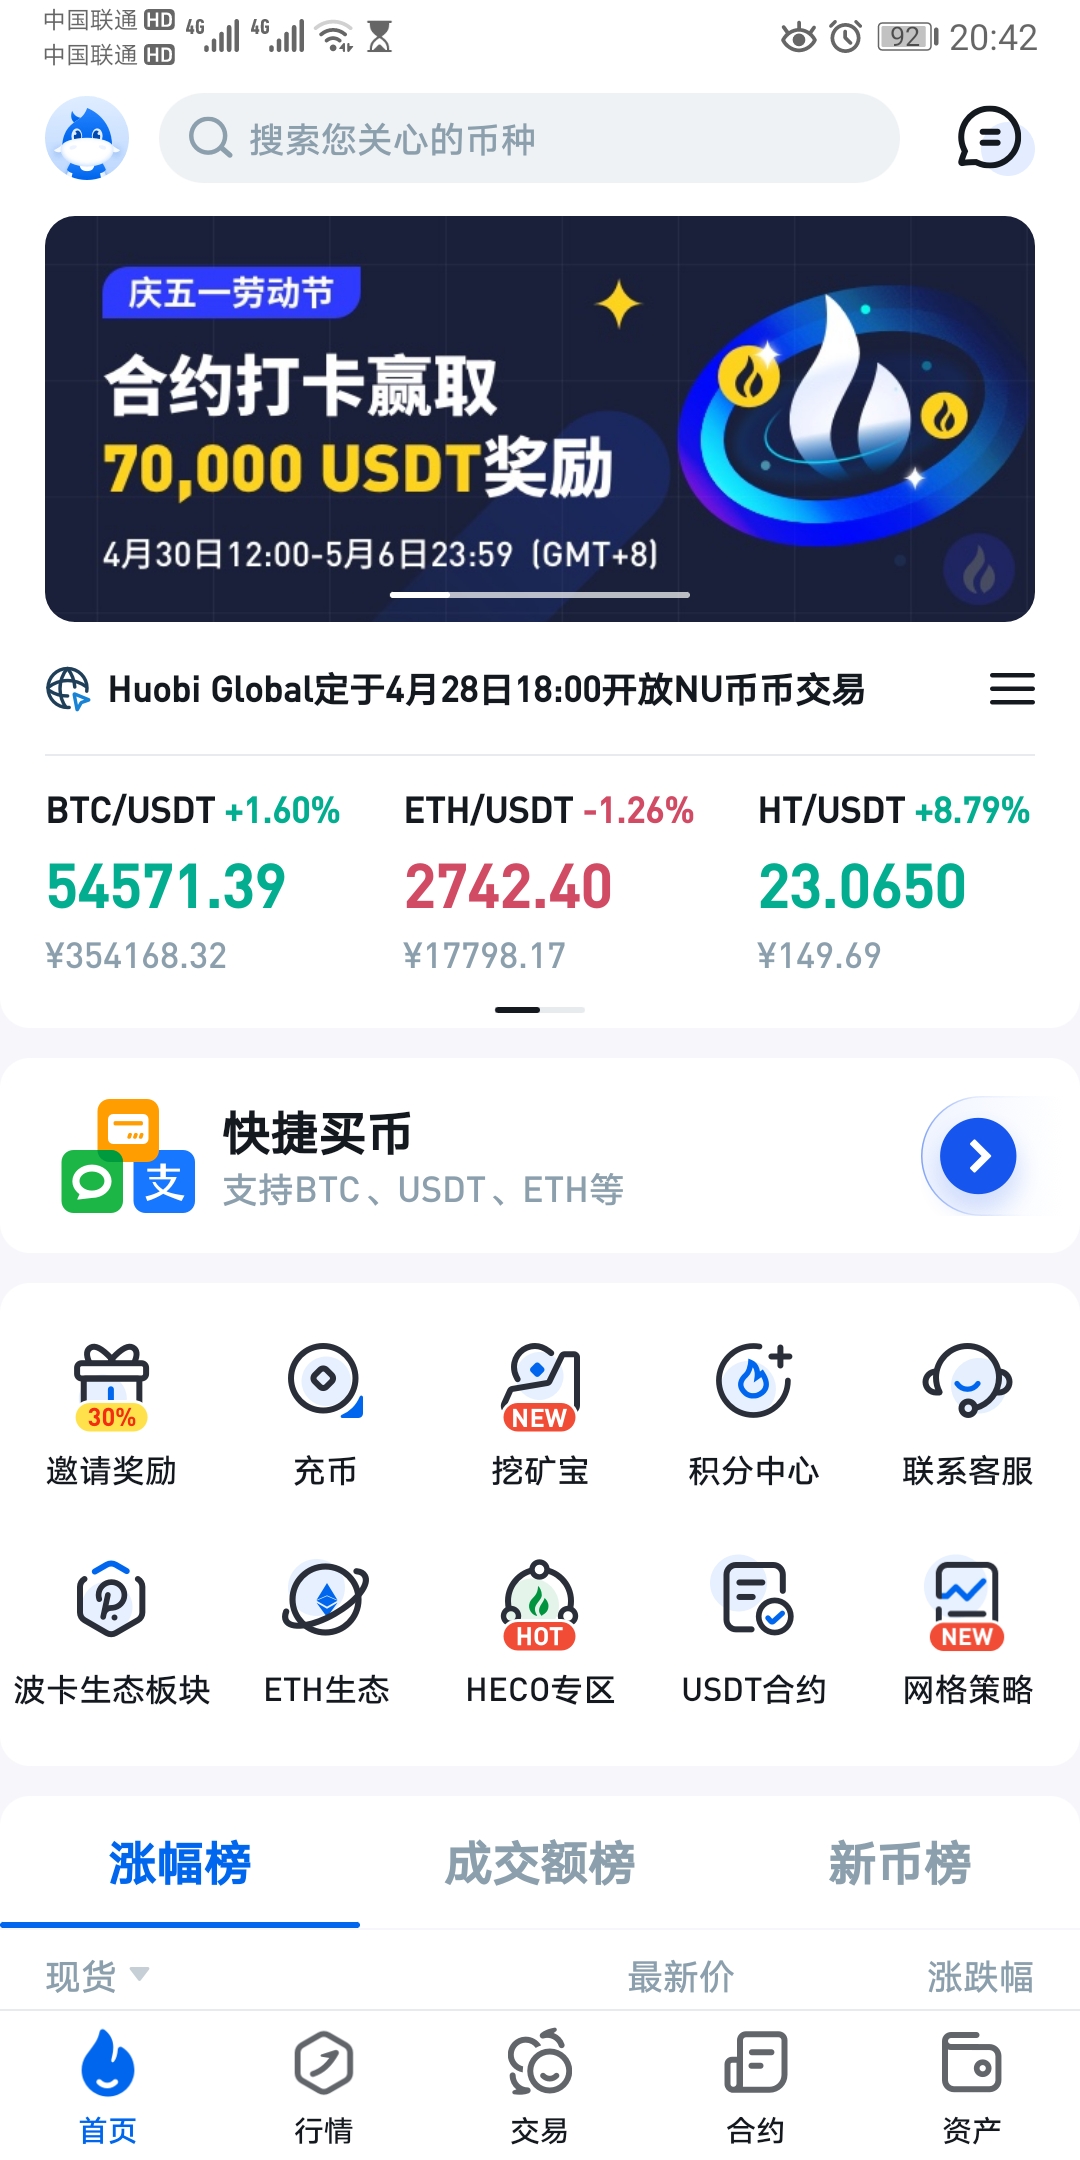 中国联通 HD 4G 4G 92 20:42
中国联通 HD
搜索您关心的币种
庆五一劳动节
合约打卡赢取
70,000 USDT奖励
4月30日12:00-5月6日23:59 (GMT+8)
Huobi Global定于4月28日18:00开放NU币币交易
BTC/USDT +1.60% ETH/USDT -1.26% HT/USDT +8.79%
54571.39 2742.40 23.0650
¥354168.32 ¥17798.17 ¥149.69
快捷买币
支
支持BTC、USDT、ETH等
30% NEW
邀请奖励 充币 挖矿宝 积分中心 联系客服
HOT NEW
波卡生态板块 ETH生态 HECO专区 USDT合约 网格策略
涨幅榜 成交额榜 新币榜
现货 最新价 涨跌幅
首页 行情 交易 合约 资产